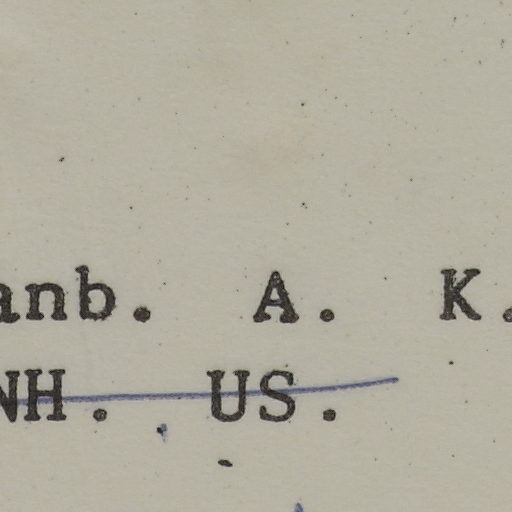 anb. A. K.
NH. US.